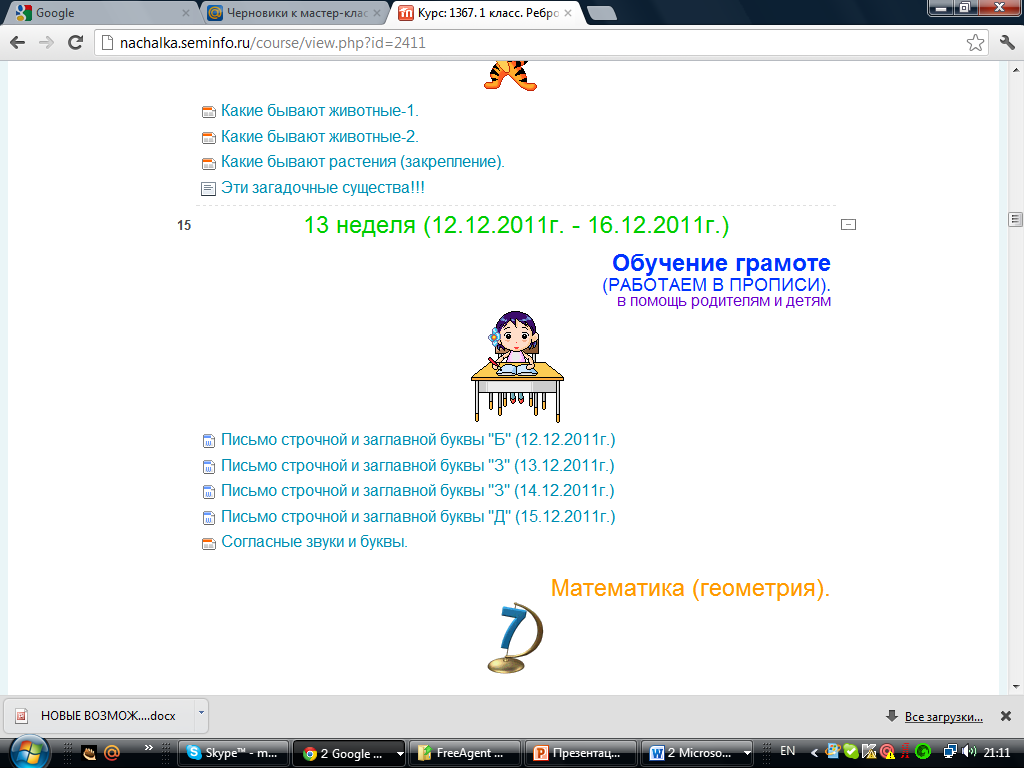 Google
Черновики к мастер-клас
Курс: 1367. 1 класс. Ребро
nachalka.seminfo.ru/course/view.php?id=2411
Какие бывают животные-1.
Какие бывают животные-2.
Какие бывают растения (закрепление).
Эти загадочные существа!!!
15
13 неделя (12.12.2011г. - 16.12.2011г.)
Обучение грамоте
(РАБОТАЕМ В ПРОПИСИ).
в помощь родителям и детям
Письмо строчной и заглавной буквы "Б" (12.12.2011г.)
Письмо строчной и заглавной буквы "З" (13.12.2011г.)
Письмо строчной и заглавной буквы "З" (14.12.2011г.)
Письмо строчной и заглавной буквы "Д" (15.12.2011г.)
Согласные звуки и буквы.
Математика (геометрия).
7
НОВЫЕ ВОЗМОЖ....docx
Все загрузки...
» Skype™ - m... 2 Google ... FreeAgent ... Презентац... 2 Microso... EN 21:11